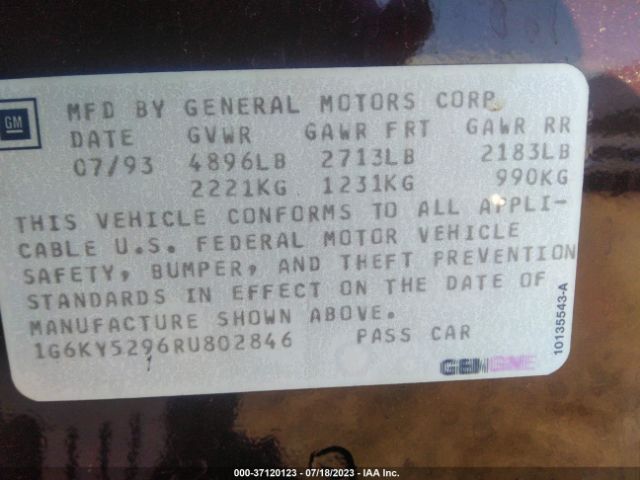 GM
MFD BY GENERAL MOTORS CORP
DATE GVWR GAWR FRT GAWR RR
07/93 4896LB 2713LB 2183LB
2221KG 1231KG 990KG
THIS VEHICLE CONFORMS TO ALL APPLI-
CABLE U.S. FEDERAL MOTOR VEHICLE
SAFETY, BUMPER, AND THEFT PREVENTION
STANDARDS IN EFFECT ON THE DATE OF
MANUFACTURE SHOWN ABOVE.
1G6KY5296RU802846 PASS CAR
10135543-A
000-37120123 - 07/18/2023 - IAA Inc.